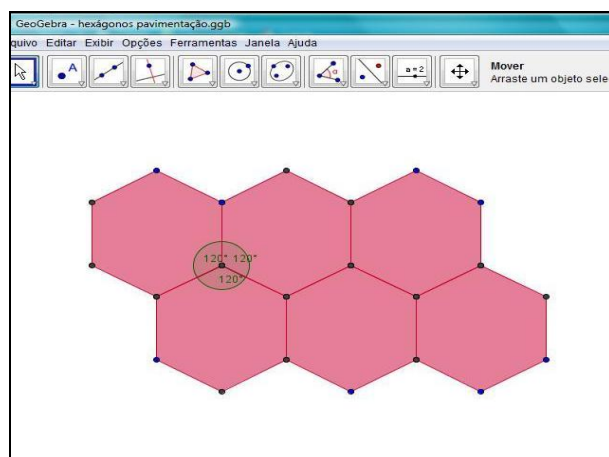 GeoGebra - hexágonos pavimentação.ggb
quivo Editar Exibir Opções Ferramentas Janela Ajuda
A
a = 2
Mover
Arraste um objeto sele
120° 120°
120°